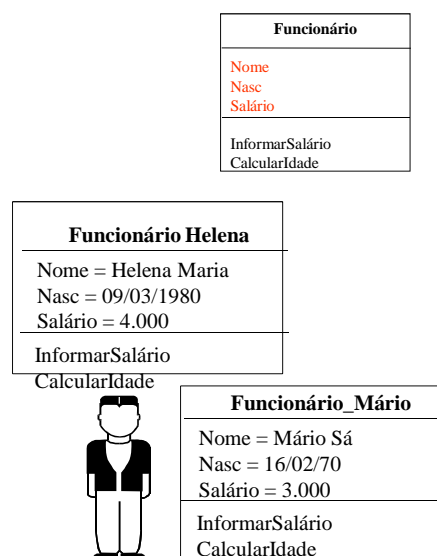 Funcionário
Nome
Nasc
Salário
InformarSalário
CalcularIdade
Funcionário Helena
Nome = Helena Maria
Nasc = 09/03/1980
Salário = 4.000
InformarSalário
CalcularIdade
Funcionário_Mário
Nome = Mário Sá
Nasc = 16/02/70
Salário = 3.000
InformarSalário
CalcularIdade